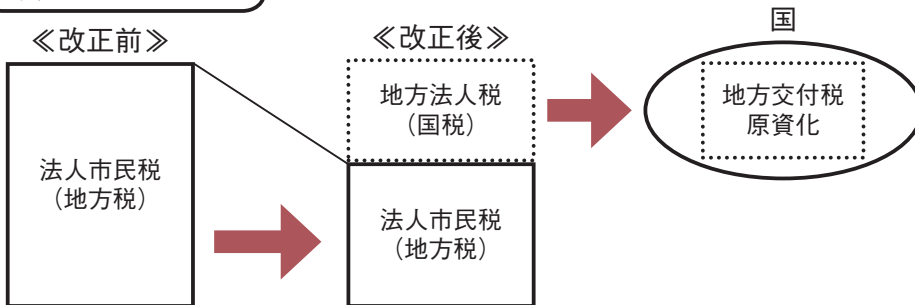 ≪改正前≫
法人市民税
（地方税）
≪改正後≫
地方法人税
（国税）
法人市民税
（地方税）
国
地方交付税
原資化